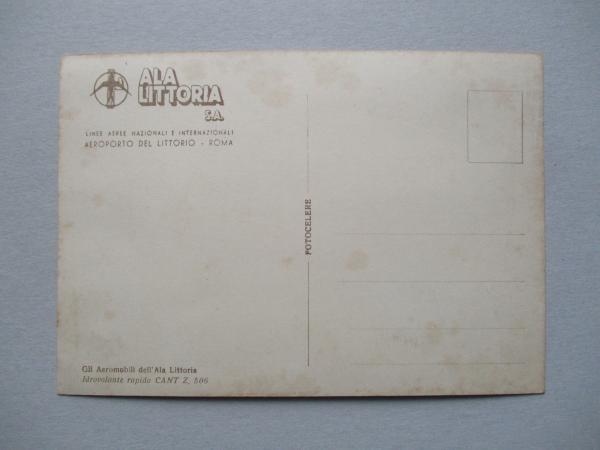 ALA
LITTORIA
S.A.
LINEE AEREE NAZIONALI E INTERNAZIONALI
AEROPORTO DEL LITTORIO - ROMA
FOTOCELERE
Gli Aeromobili dell'Ala Littoria
Idrovolante rapido CANT Z. 506